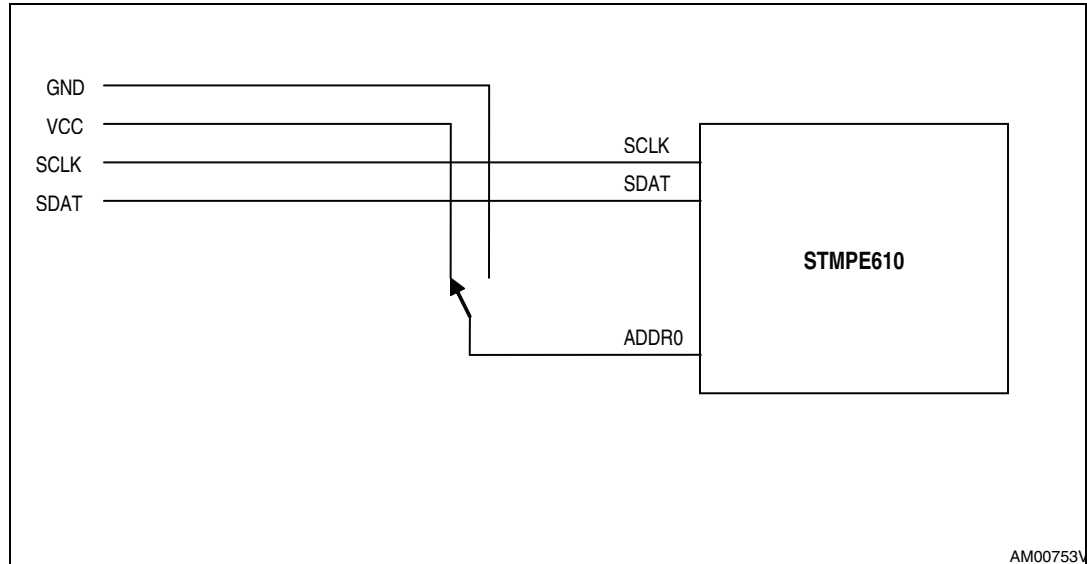 GND
VCC
SCLK
SDAT
SCLK
SDAT
STMPE610
ADDR0
AM00753V